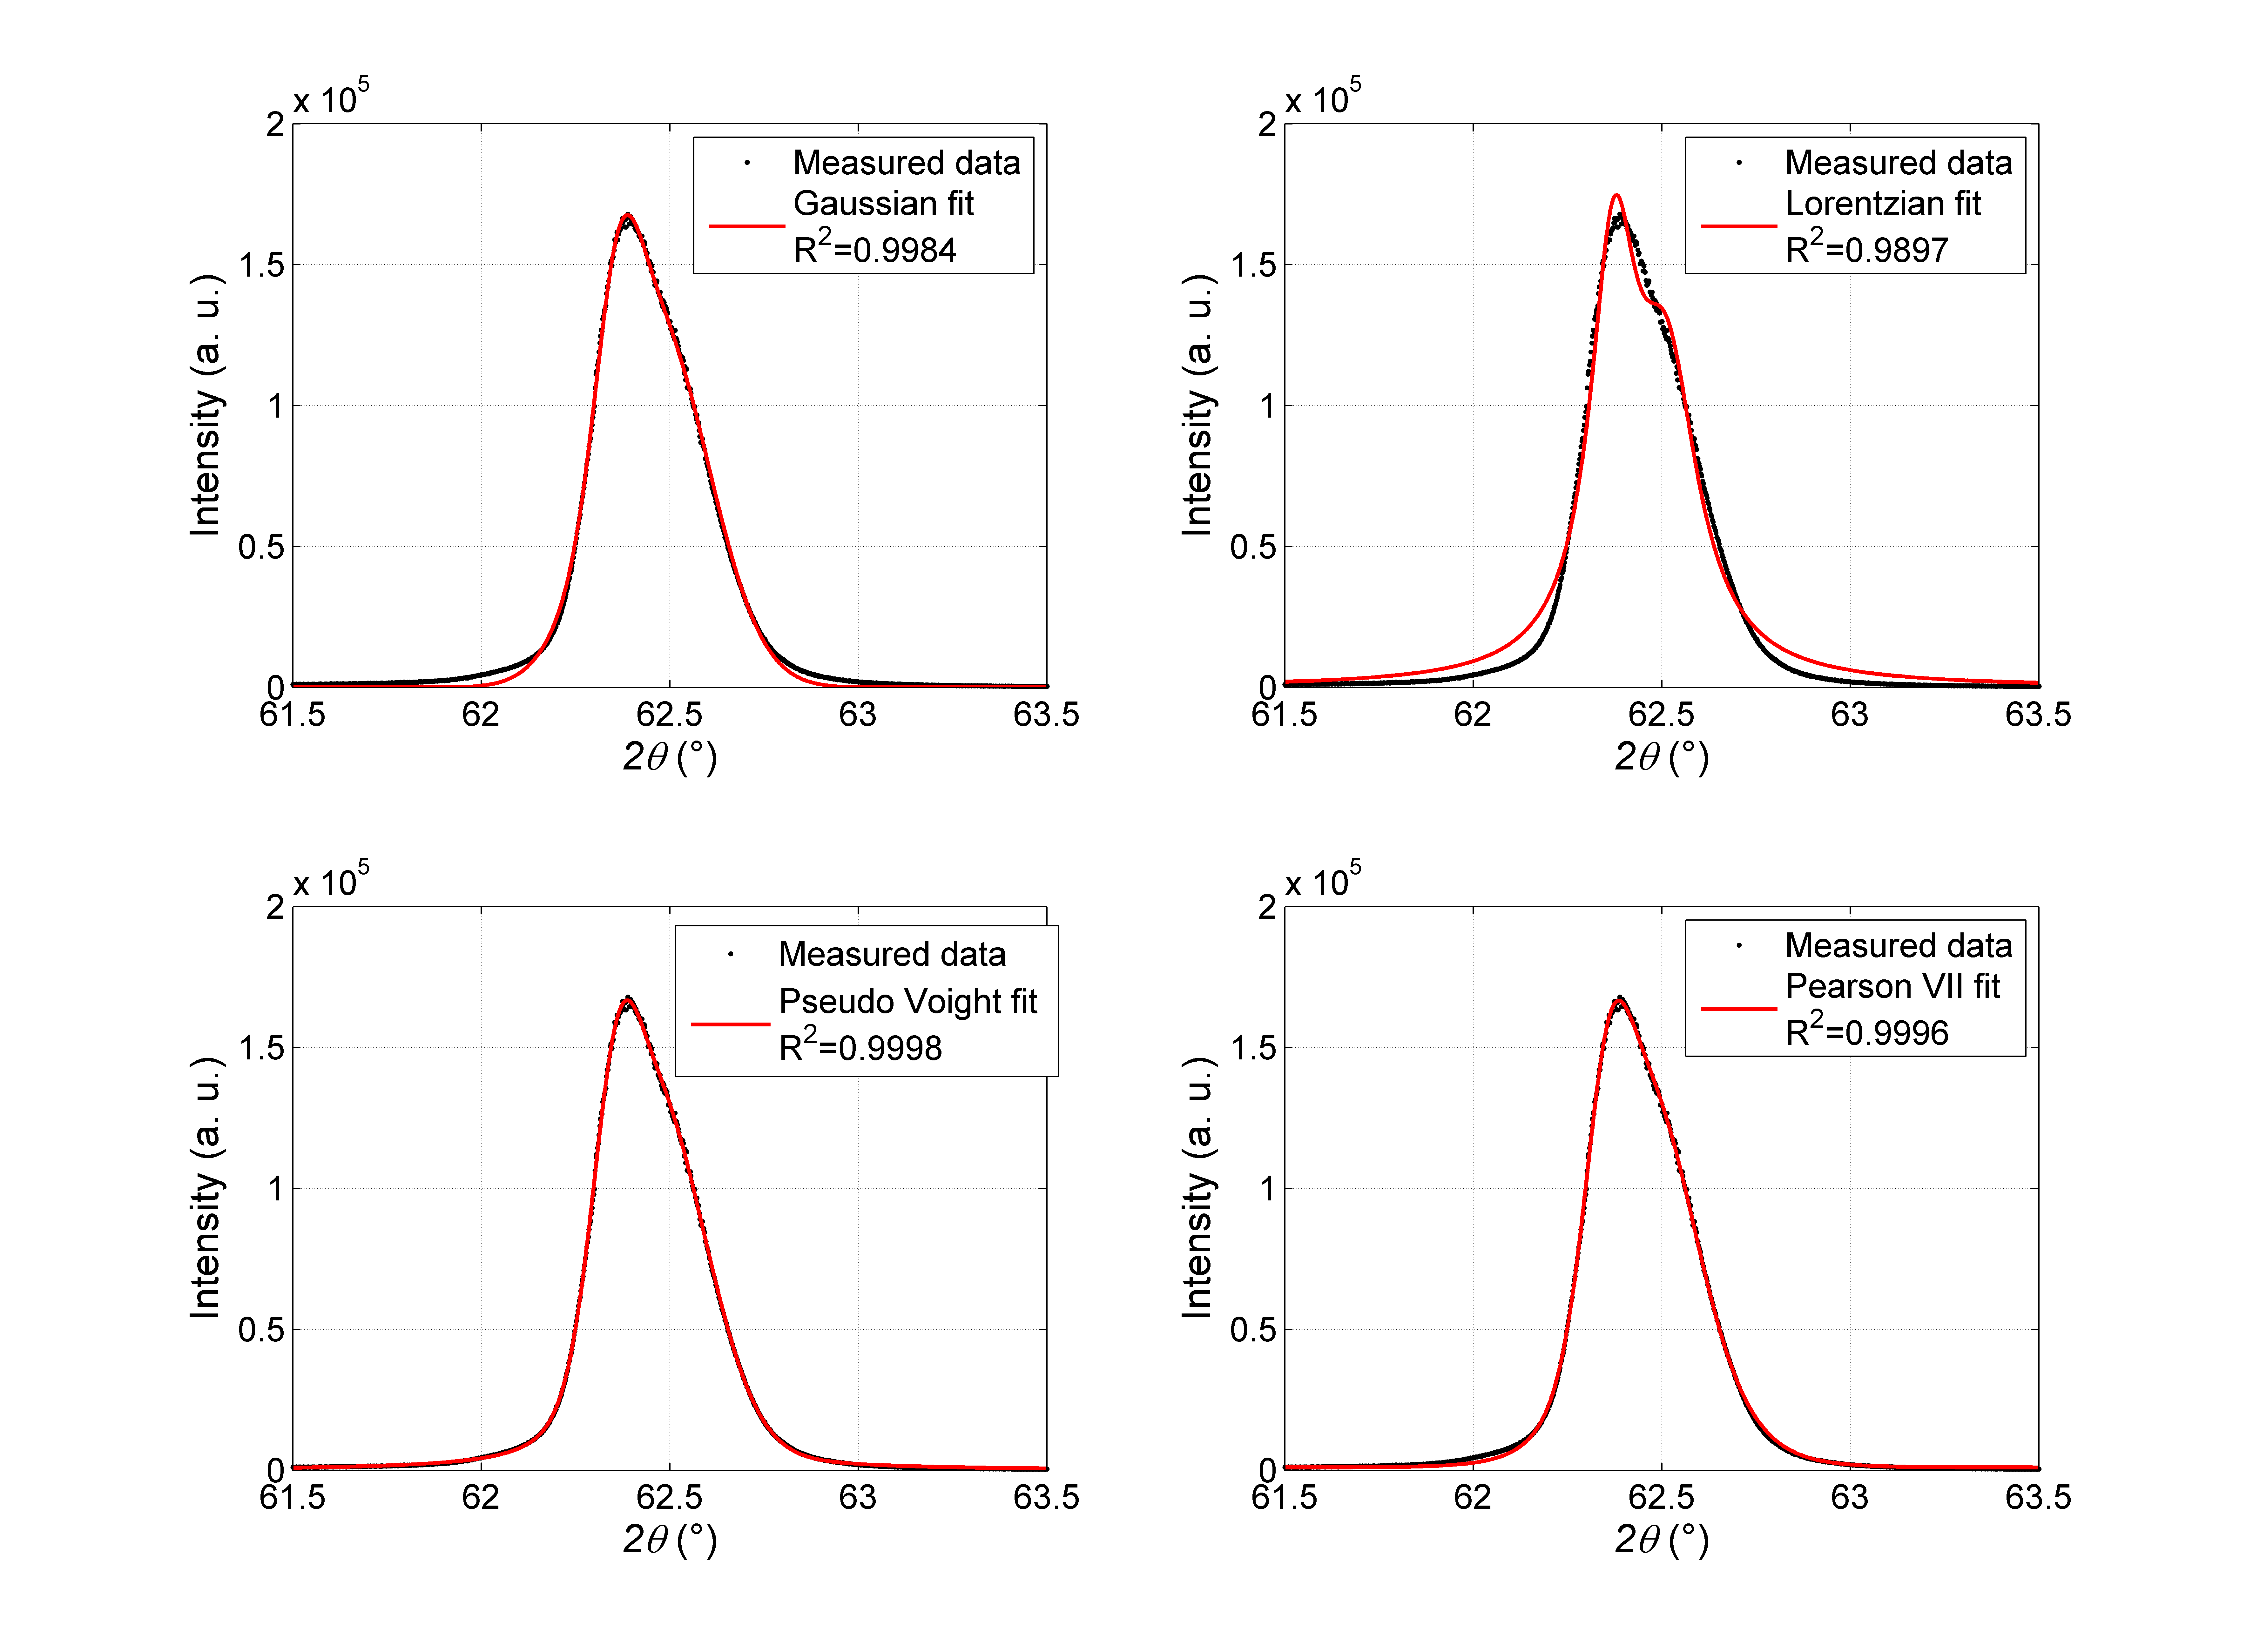 x 10^5
2
1.5
1
0.5
0
Intensity (a. u.)
Measured data
Gaussian fit
R^2=0.9984
61.5 62 62.5 63 63.5
2θ (°)
x 10^5
2
1.5
1
0.5
0
Intensity (a. u.)
Measured data
Lorentzian fit
R^2=0.9897
61.5 62 62.5 63 63.5
2θ (°)
x 10^5
2
1.5
1
0.5
0
Intensity (a. u.)
Measured data
Pseudo Voight fit
R^2=0.9998
61.5 62 62.5 63 63.5
2θ (°)
x 10^5
2
1.5
1
0.5
0
Intensity (a. u.)
Measured data
Pearson VII fit
R^2=0.9996
61.5 62 62.5 63 63.5
2θ (°)